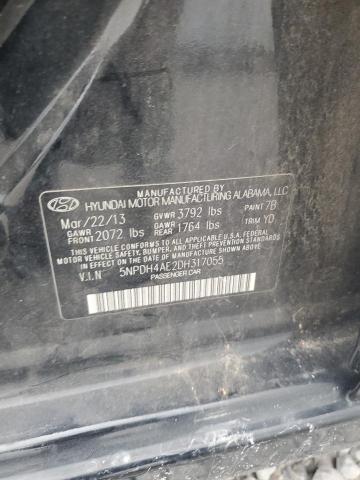 MANUFACTURED BY
HYUNDAI MOTOR MANUFACTURING ALABAMA, LLC
Mar/22/13 GVWR 3792 lbs PAINT 7B
GAWR FRONT 2072 lbs GAWR REAR 1764 lbs TRIM YD
THIS VEHICLE CONFORMS TO ALL APPLICABLE U.S.A. FEDERAL
MOTOR VEHICLE SAFETY, BUMPER, AND THEFT PREVENTION
STANDARDS IN EFFECT ON THE DATE OF MANUFACTURE SHOWN ABOVE.
V.I.N 5NPDH4AE2DH317055
PASSENGER CAR